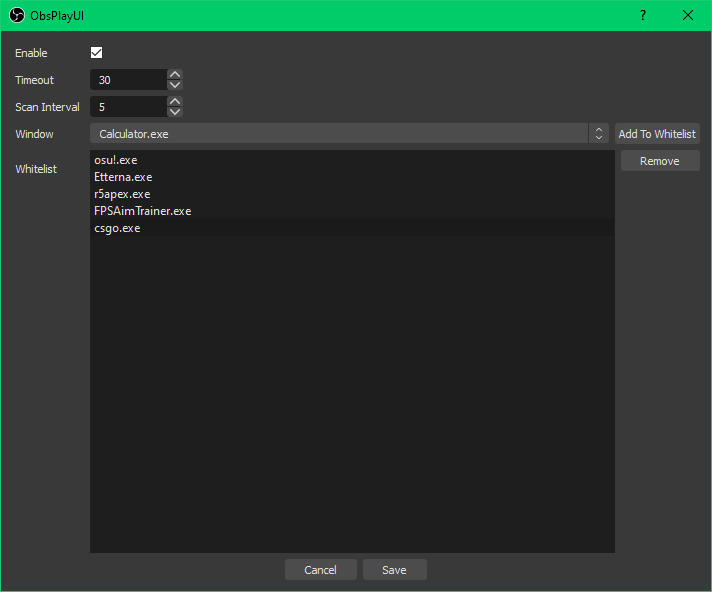 ObsPlayUI
?
Enable
Timeout 30
Scan Interval 5
Window Calculator.exe Add To Whitelist
Whitelist
osu!.exe
Etterna.exe
r5apex.exe
FPSAimTrainer.exe
csgo.exe
Remove
Cancel Save